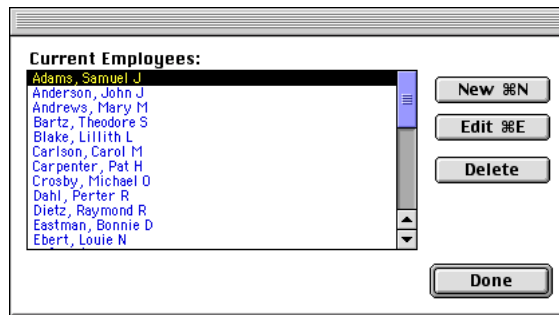 Current Employees:
Adams, Samuel J
Anderson, John J
Andrews, Mary M
Bartz, Theodore S
Blake, Lillith L
Carlson, Carol M
Carpenter, Pat H
Crosby, Michael O
Dahl, Perter R
Dietz, Raymond R
Eastman, Bonnie D
Ebert, Louie N
New ⌘N
Edit ⌘E
Delete
Done